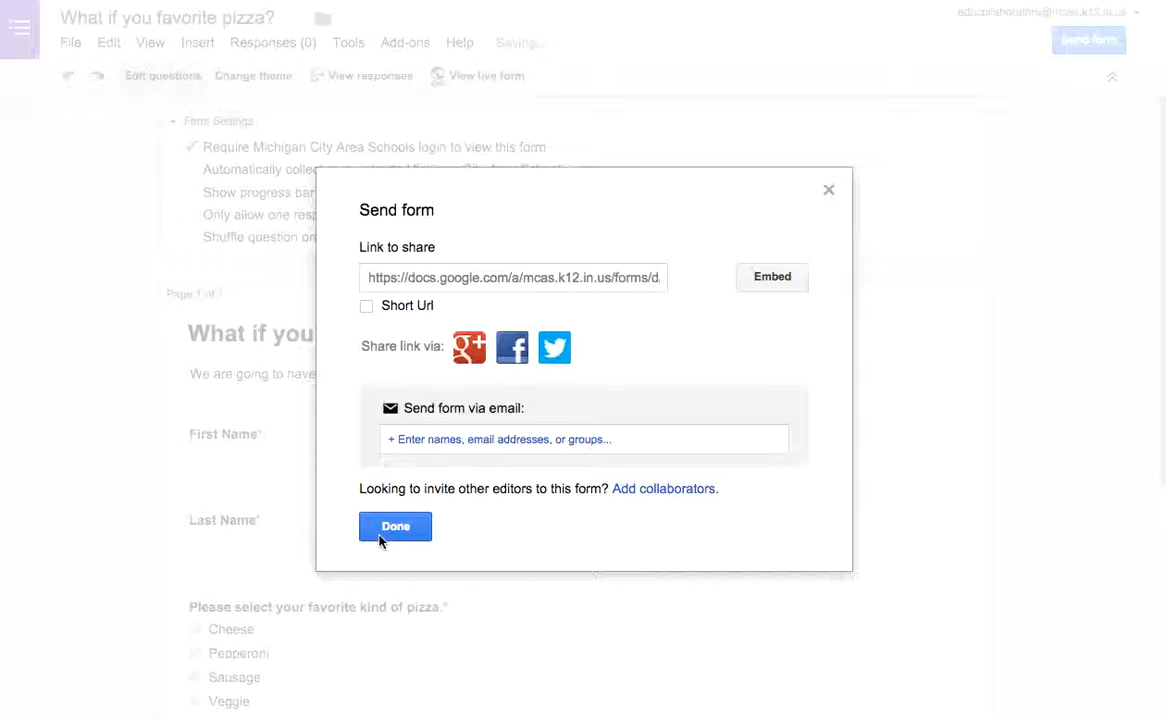 What if you favorite pizza?
educollaborators@mcas.k12.in.us
File Edit View Insert Responses (0) Tools Add-ons Help Saving...
Send form
Edit questions Change theme View responses View live form
Form Settings
Require Michigan City Area Schools login to view this form
Automatically collect
Show progress bar
Only allow one
Shuffle question
Send form
Link to share
https://docs.google.com/a/mcas.k12.in.us/forms/d
Embed
Short Url
Share link via:
Send form via email:
+ Enter names, email addresses, or groups...
Looking to invite other editors to this form? Add collaborators.
Done
Page 1 of 1
What if you
We are going to have
First Name*
Last Name*
Please select your favorite kind of pizza.*
Cheese
Pepperoni
Sausage
Veggie